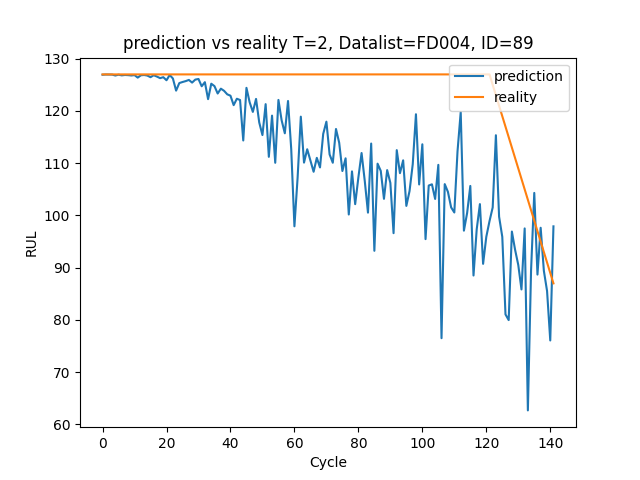 prediction vs reality T=2, Datalist=FD004, ID=89
prediction
reality
130
120
110
100
90
80
70
60
RUL
0 20 40 60 80 100 120 140
Cycle